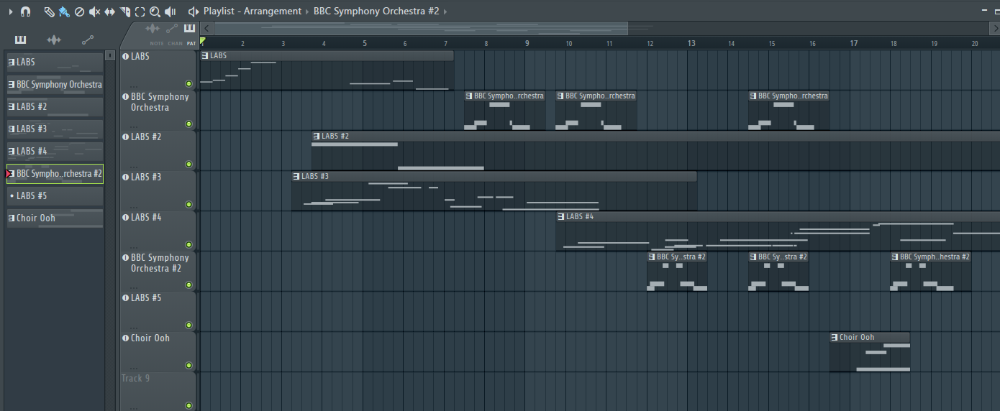 Playlist - Arrangement › BBC Symphony Orchestra #2 ›
NOTE CHAN PAT
1 2 3 4 5 6 7 8 9 10 11 12 13 14 15 16 17 18 19 20
LABS
BBC Symphony Orchestra
LABS #2
LABS #3
LABS #4
BBC Sympho..rchestra #2
LABS #5
Choir Ooh
LABS
LABS
BBC Symphony
Orchestra
BBC Sympho..rchestra
BBC Sympho..rchestra
BBC Sympho..rchestra
LABS #2
LABS #2
LABS #3
LABS #3
LABS #4
LABS #4
BBC Symphony
Orchestra #2
BBC Sy..stra #2
BBC Sy..stra #2
BBC Symph..hestra #2
LABS #5
Choir Ooh
Choir Ooh
Track 9